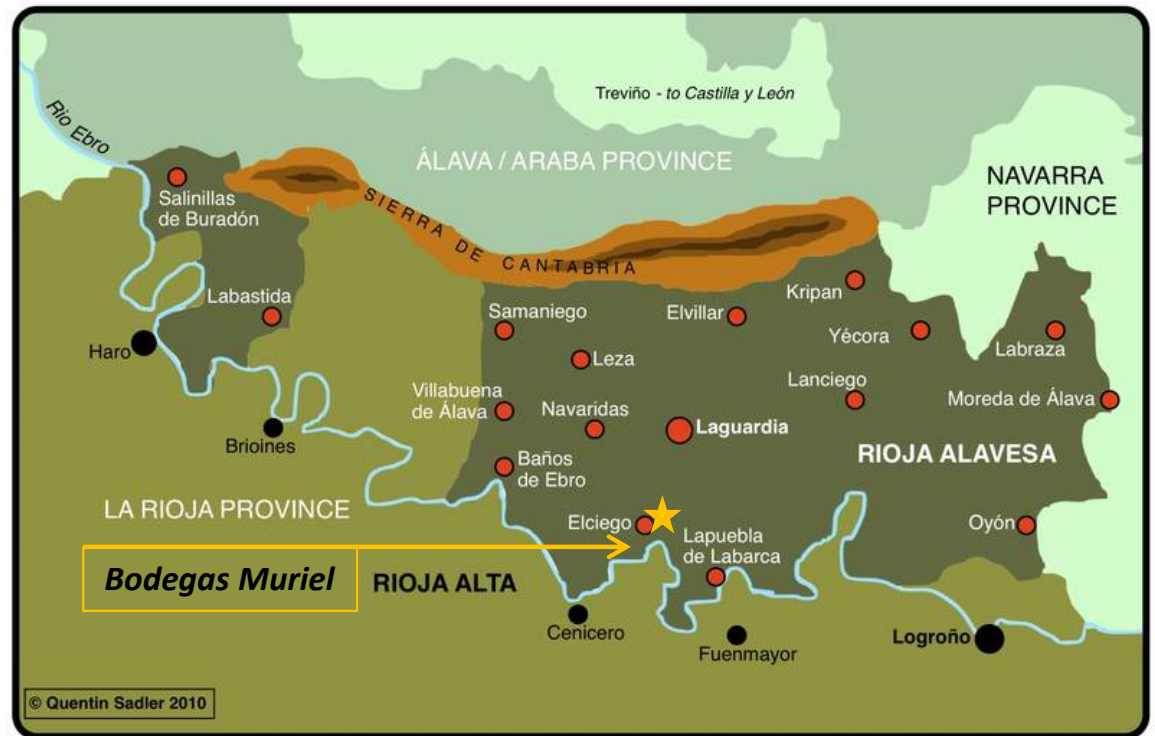 Treviño - to Castilla y León
Rio Ebro
ÁLAVA / ARABA PROVINCE
NAVARRA
PROVINCE
Salinillas
de Buradón
SIERRA DE CANTABRIA
Kripan
Labastida
Samaniego
Elvillar
Yécora
Labraza
Haro
Leza
Lanciego
Villabuena
de Álava
Navaridas
Moreda de Álava
Laguardia
Brioines
RIOJA ALAVESA
Baños
de Ebro
LA RIOJA PROVINCE
Elciego
Oyón
Lapuebla
de Labarca
Bodegas Muriel
RIOJA ALTA
Cenicero
Logroño
Fuenmayor
© Quentin Sadler 2010